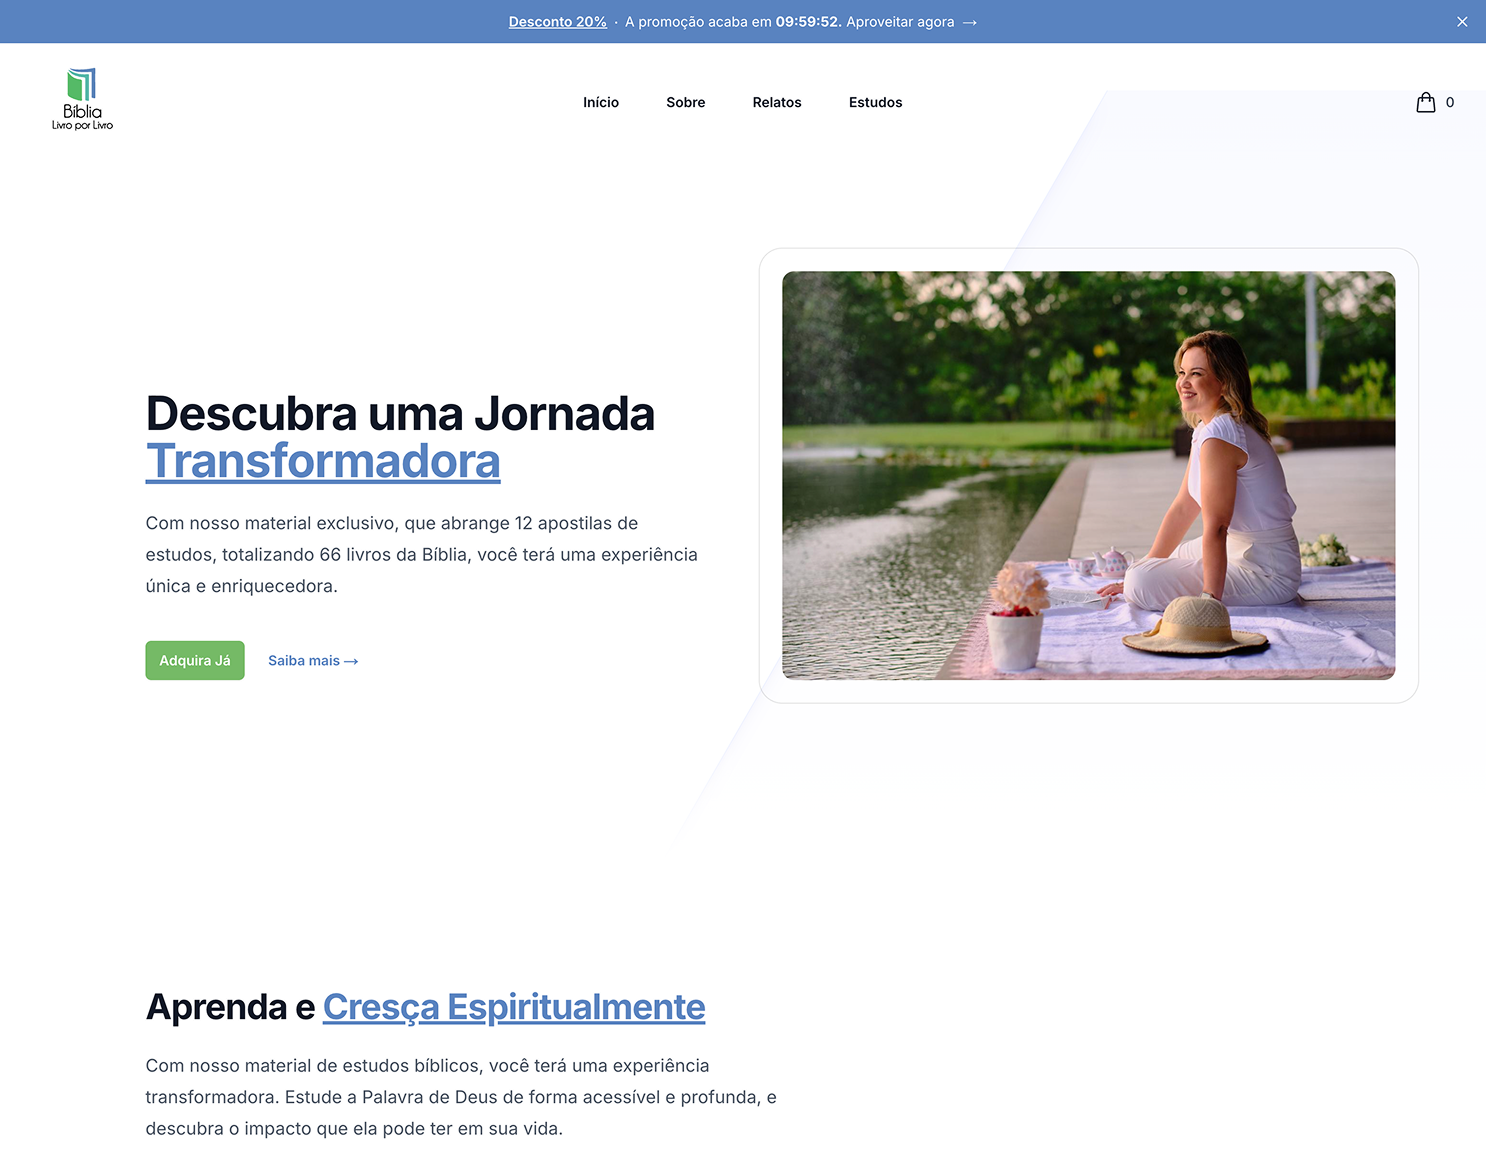 Desconto 20% · A promoção acaba em 09:59:52. Aproveitar agora →
Bíblia
Livro por Livro
Início Sobre Relatos Estudos
0
Descubra uma Jornada
Transformadora
Com nosso material exclusivo, que abrange 12 apostilas de
estudos, totalizando 66 livros da Bíblia, você terá uma experiência
única e enriquecedora.
Adquira Já Saiba mais →
Aprenda e Cresça Espiritualmente
Com nosso material de estudos bíblicos, você terá uma experiência
transformadora. Estude a Palavra de Deus de forma acessível e profunda, e
descubra o impacto que ela pode ter em sua vida.